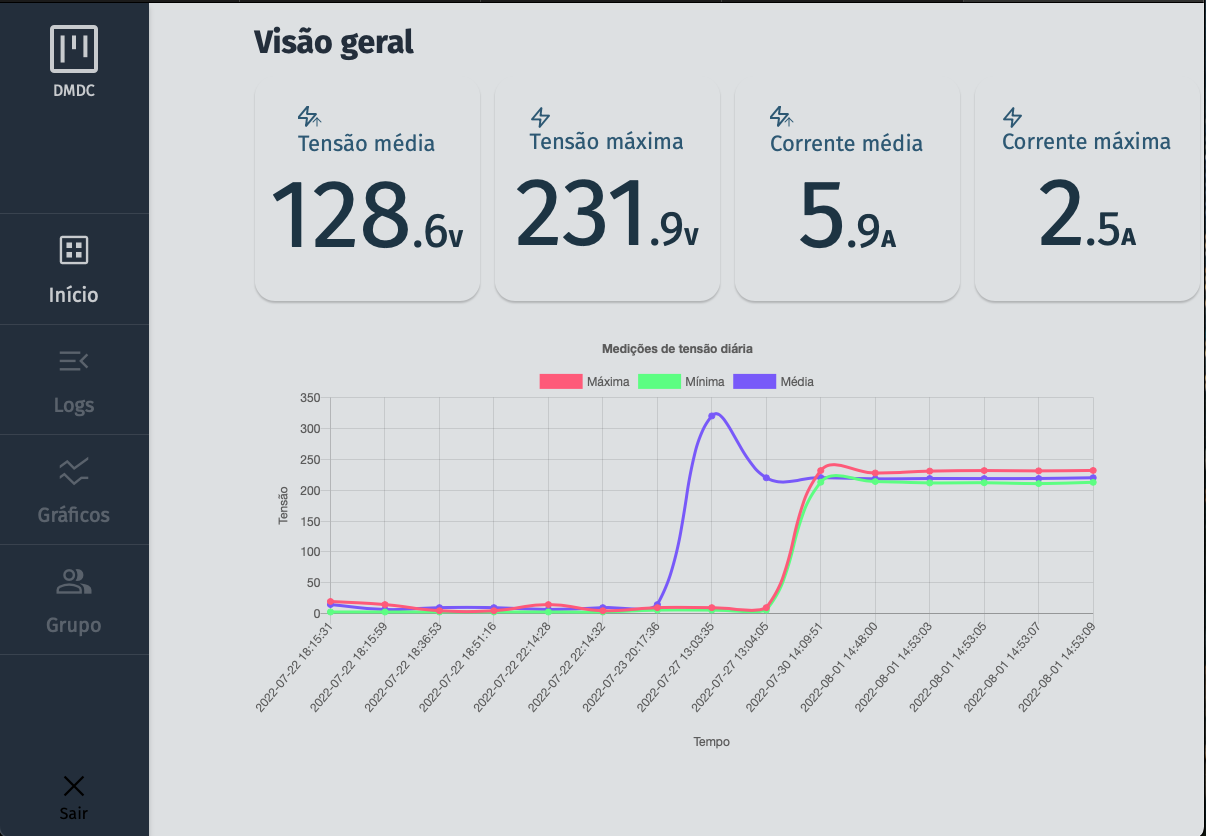 DMDC
Início
Logs
Gráficos
Grupo
Sair
Visão geral
Tensão média
128.6V
Tensão máxima
231.9V
Corrente média
5.9A
Corrente máxima
2.5A
Medições de tensão diária
Máxima Mínima Média
Tensão
350
300
250
200
150
100
50
0
2022-07-22 18:15:31
2022-07-22 18:15:59
2022-07-22 18:36:53
2022-07-22 18:51:16
2022-07-22 22:14:28
2022-07-22 22:14:32
2022-07-23 20:17:36
2022-07-27 13:03:35
2022-07-27 13:04:05
2022-07-30 14:09:51
2022-08-01 14:48:00
2022-08-01 14:53:03
2022-08-01 14:53:05
2022-08-01 14:53:07
2022-08-01 14:53:09
Tempo